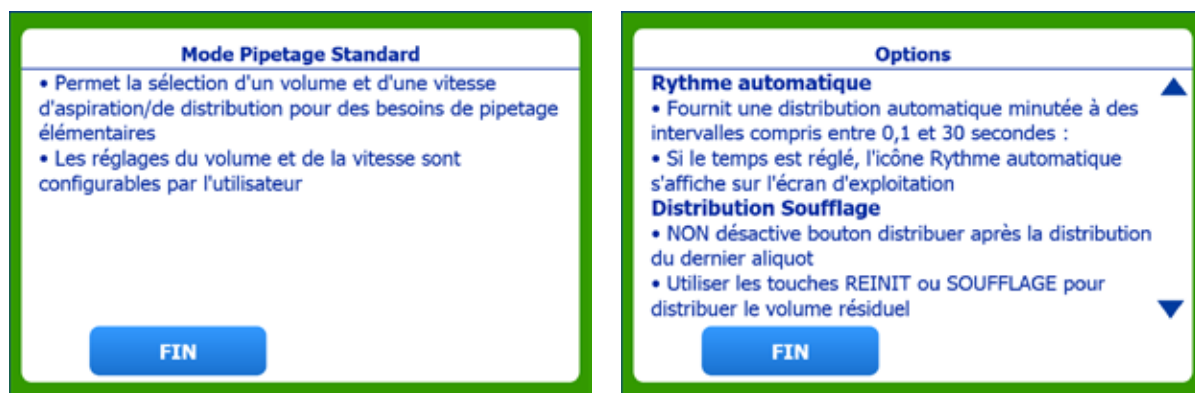 Mode Pipetage Standard
• Permet la sélection d'un volume et d'une vitesse
d'aspiration/de distribution pour des besoins de pipetage
élémentaires
• Les réglages du volume et de la vitesse sont
configurables par l'utilisateur
FIN
Options
Rythme automatique
• Fournit une distribution automatique minutée à des
intervalles compris entre 0,1 et 30 secondes :
• Si le temps est réglé, l'icône Rythme automatique
s'affiche sur l'écran d'exploitation
Distribution Soufflage
• NON désactive bouton distribuer après la distribution
du dernier aliquot
• Utiliser les touches REINIT ou SOUFFLAGE pour
distribuer le volume résiduel
FIN